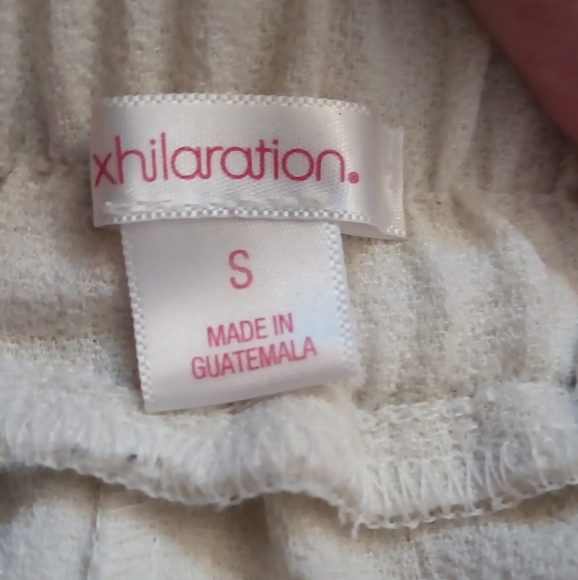 xhilaration.
S
MADE IN
GUATEMALA